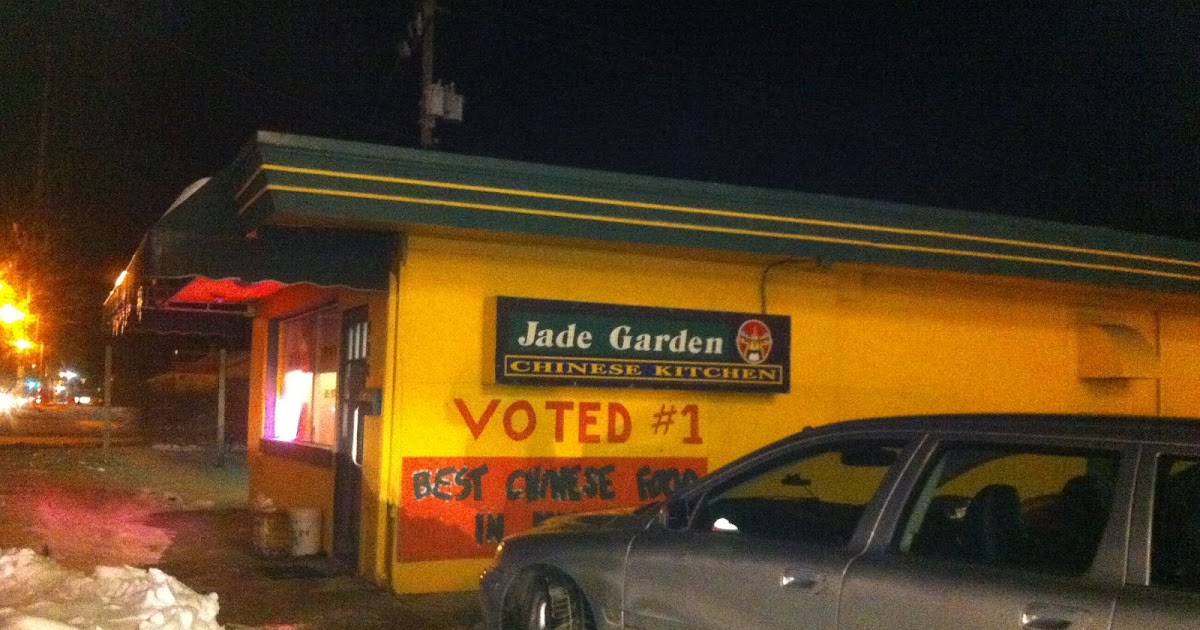 Jade Garden
CHINESE KITCHEN
VOTED #1
BEST CHINESE FOOD
IN